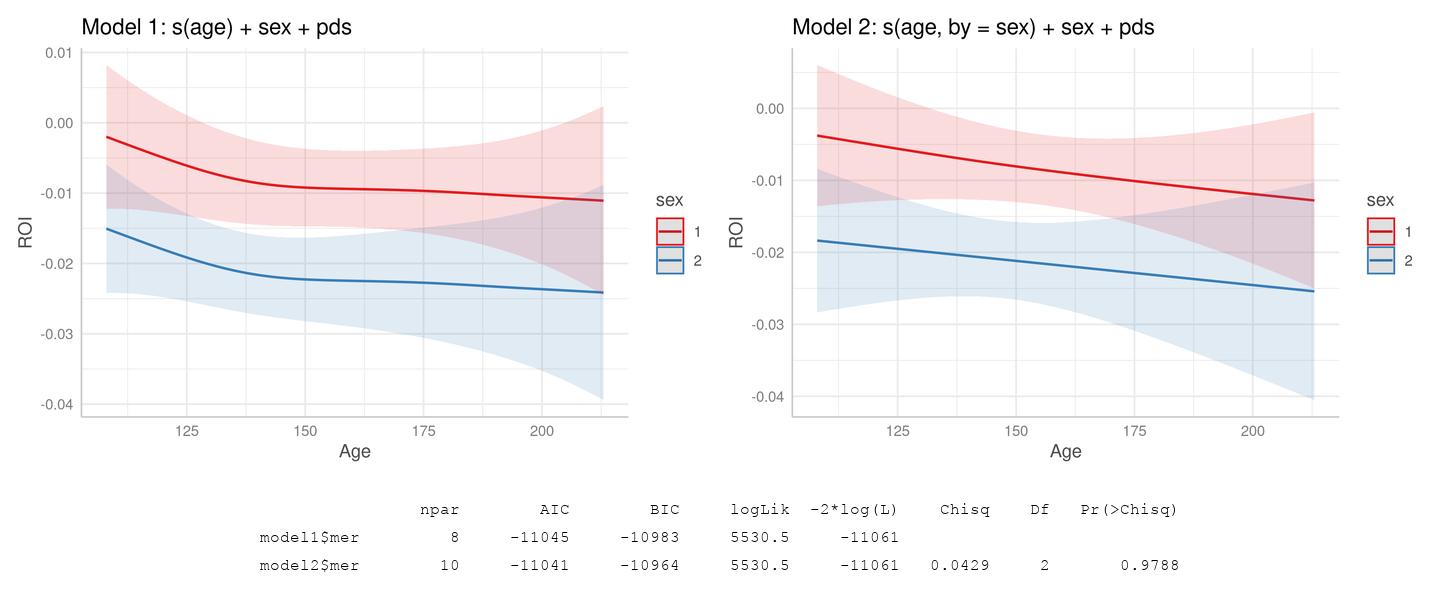 Model 1: s(age) + sex + pds
0.01
0.00
-0.01
-0.02
-0.03
-0.04
ROI
125 150 175 200
Age
sex
1
2
Model 2: s(age, by = sex) + sex + pds
0.00
-0.01
-0.02
-0.03
-0.04
ROI
125 150 175 200
Age
sex
1
2
npar AIC BIC logLik -2*log(L) Chisq Df Pr(>Chisq)
model1$mer 8 -11045 -10983 5530.5 -11061
model2$mer 10 -11041 -10964 5530.5 -11061 0.0429 2 0.9788